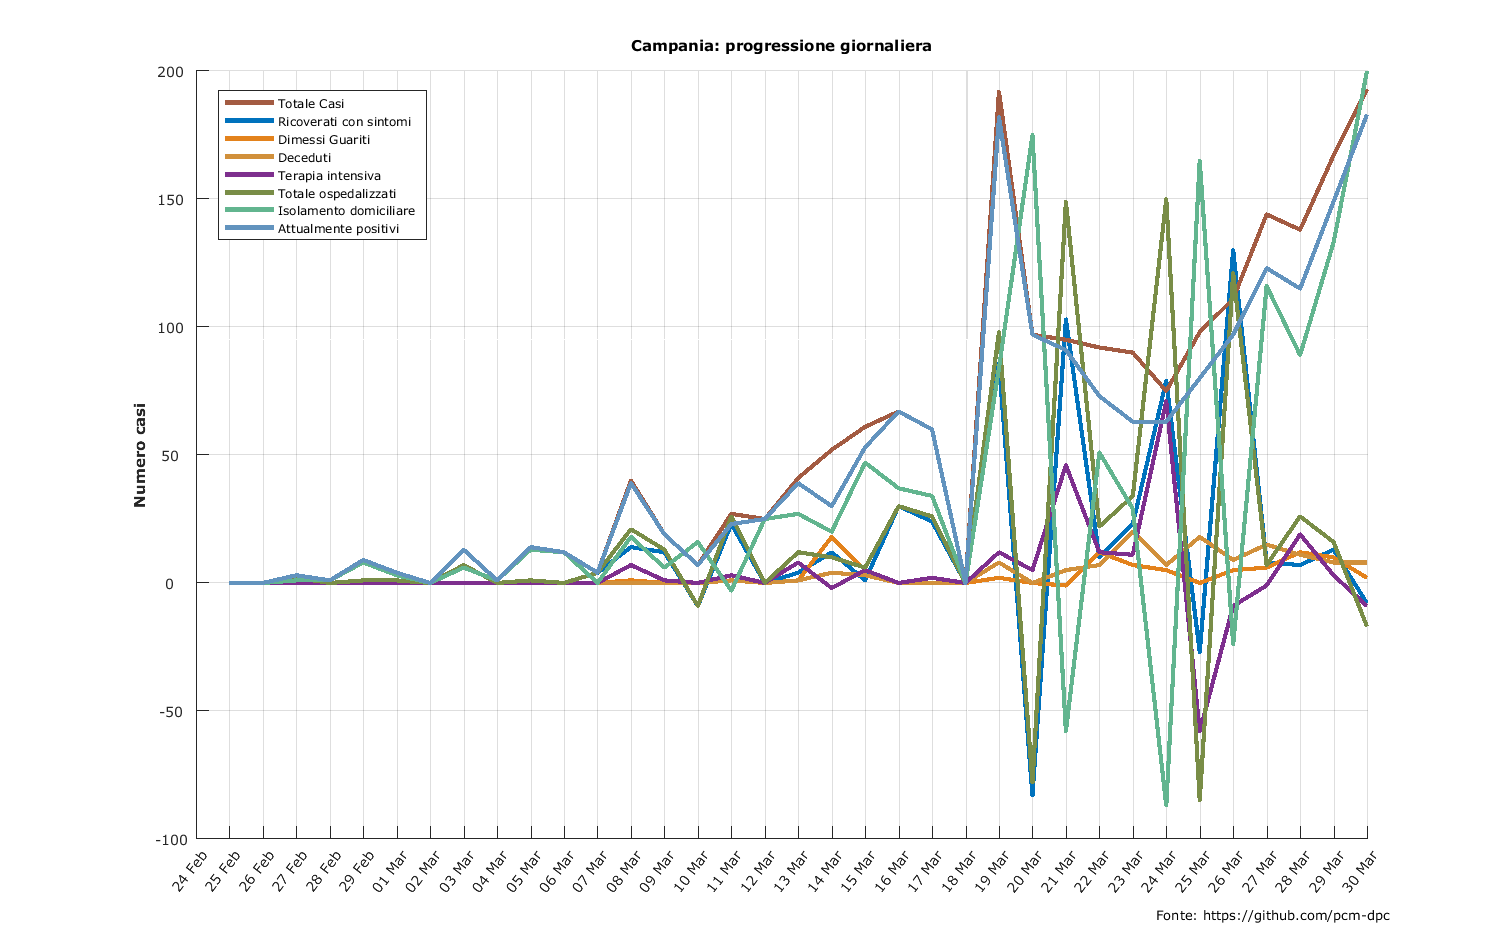 Campania: progressione giornaliera
200
150
100
50
0
-50
-100
Numero casi
Totale Casi
Ricoverati con sintomi
Dimessi Guariti
Deceduti
Terapia intensiva
Totale ospedalizzati
Isolamento domiciliare
Attualmente positivi
24 Feb
25 Feb
26 Feb
27 Feb
28 Feb
29 Feb
01 Mar
02 Mar
03 Mar
04 Mar
05 Mar
06 Mar
07 Mar
08 Mar
09 Mar
10 Mar
11 Mar
12 Mar
13 Mar
14 Mar
15 Mar
16 Mar
17 Mar
18 Mar
19 Mar
20 Mar
21 Mar
22 Mar
23 Mar
24 Mar
25 Mar
26 Mar
27 Mar
28 Mar
29 Mar
30 Mar
Fonte: https://github.com/pcm-dpc